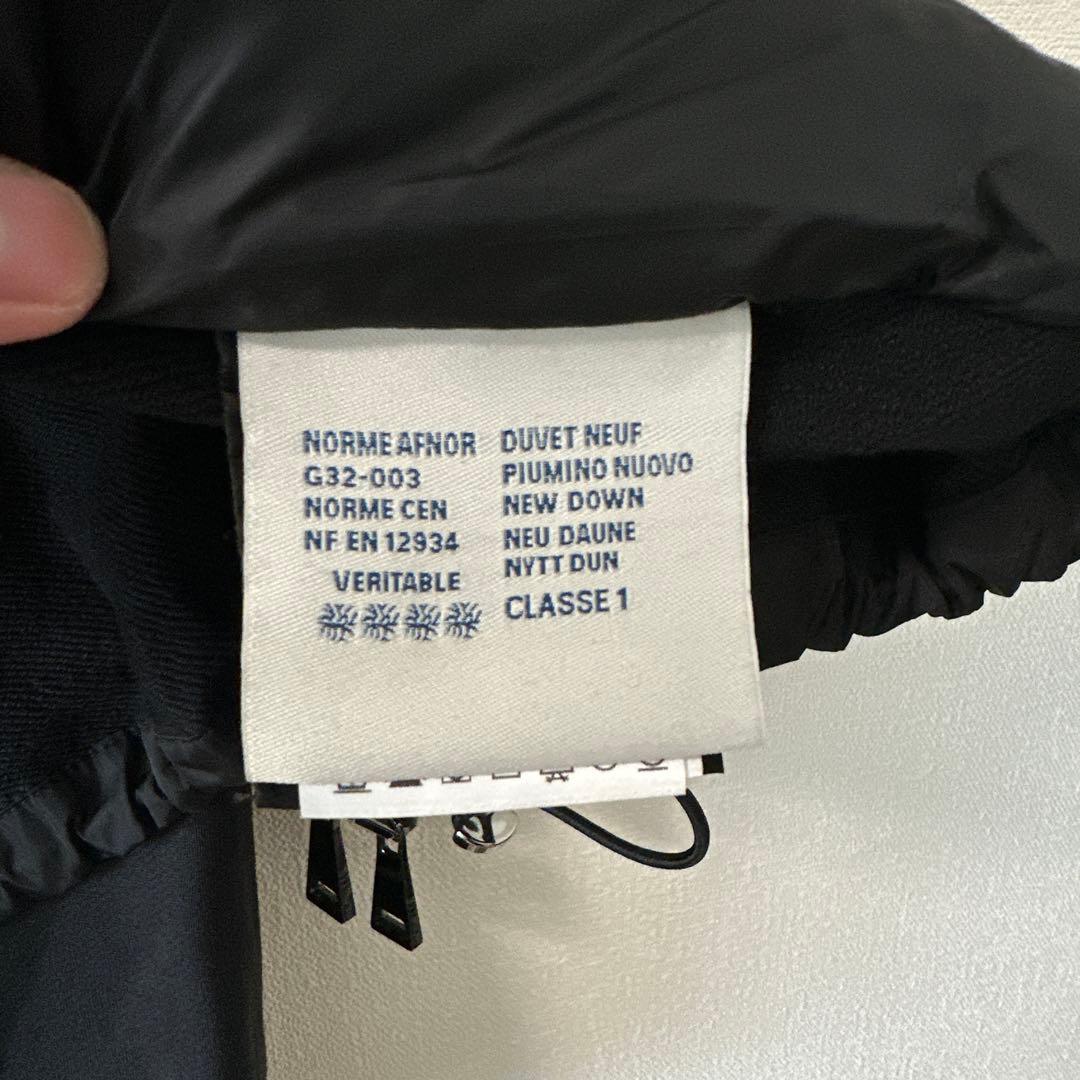 NORME AFNOR
G32-003
NORME CEN
NF EN 12934
VERITABLE
DUVET NEUF
PIUMINO NUOVO
NEW DOWN
NEU DAUNE
NYTT DUN
CLASSE 1